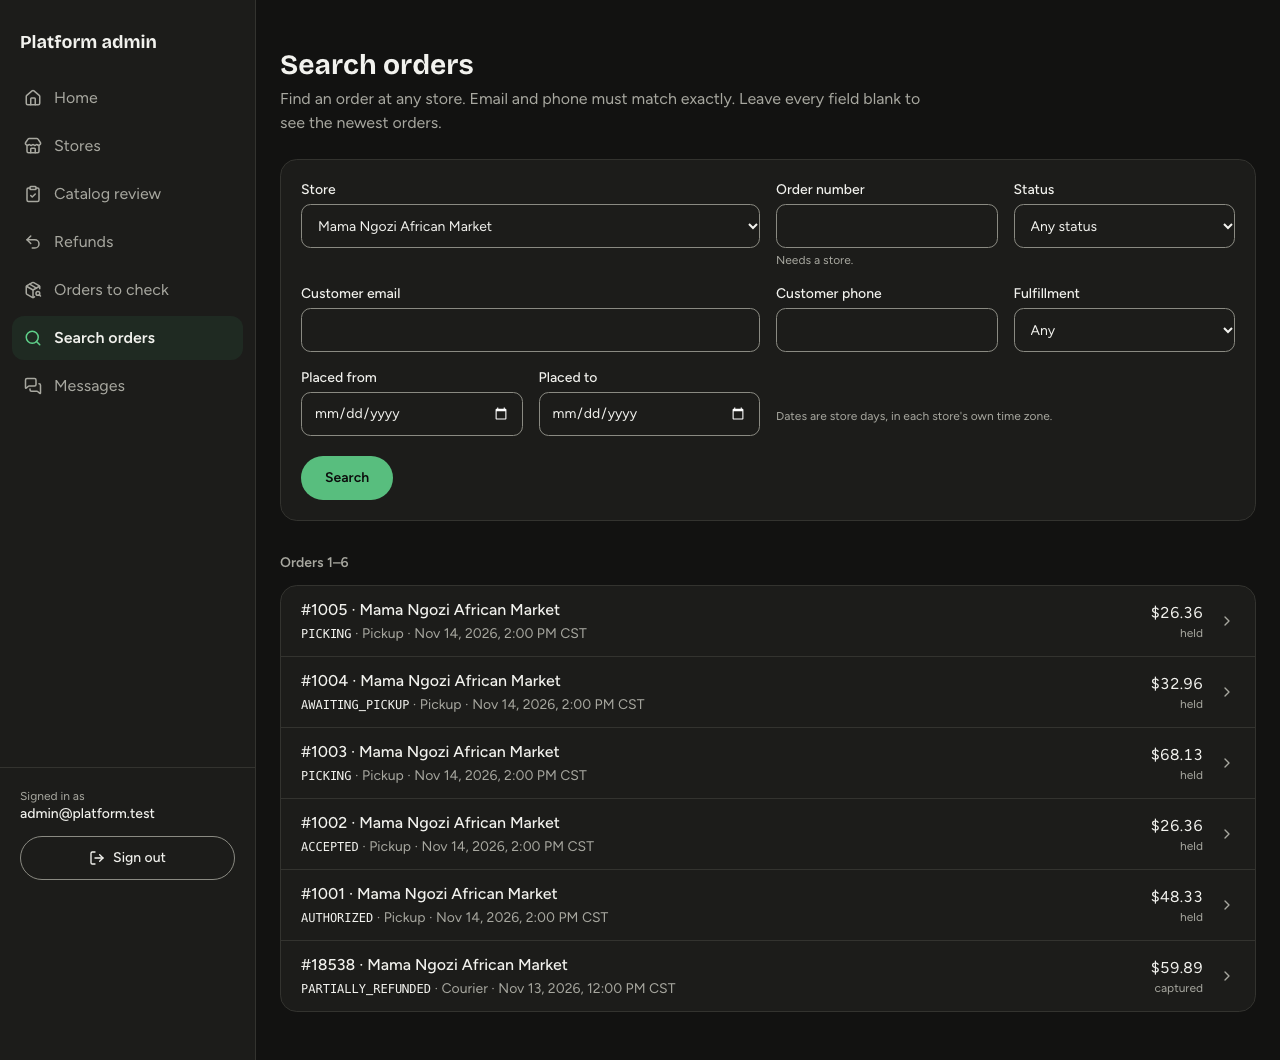 Platform admin
Home
Stores
Catalog review
Refunds
Orders to check
Search orders
Messages
Signed in as
admin@platform.test
Sign out
Search orders
Find an order at any store. Email and phone must match exactly. Leave every field blank to
see the newest orders.
Store
Order number
Status
Mama Ngozi African Market
Any status
Needs a store.
Customer email
Customer phone
Fulfillment
Any
Placed from
Placed to
mm/dd/yyyy
mm/dd/yyyy
Dates are store days, in each store's own time zone.
Search
Orders 1–6
#1005 · Mama Ngozi African Market
PICKING · Pickup · Nov 14, 2026, 2:00 PM CST
$26.36
held
#1004 · Mama Ngozi African Market
AWAITING_PICKUP · Pickup · Nov 14, 2026, 2:00 PM CST
$32.96
held
#1003 · Mama Ngozi African Market
PICKING · Pickup · Nov 14, 2026, 2:00 PM CST
$68.13
held
#1002 · Mama Ngozi African Market
ACCEPTED · Pickup · Nov 14, 2026, 2:00 PM CST
$26.36
held
#1001 · Mama Ngozi African Market
AUTHORIZED · Pickup · Nov 14, 2026, 2:00 PM CST
$48.33
held
#18538 · Mama Ngozi African Market
PARTIALLY_REFUNDED · Courier · Nov 13, 2026, 12:00 PM CST
$59.89
captured